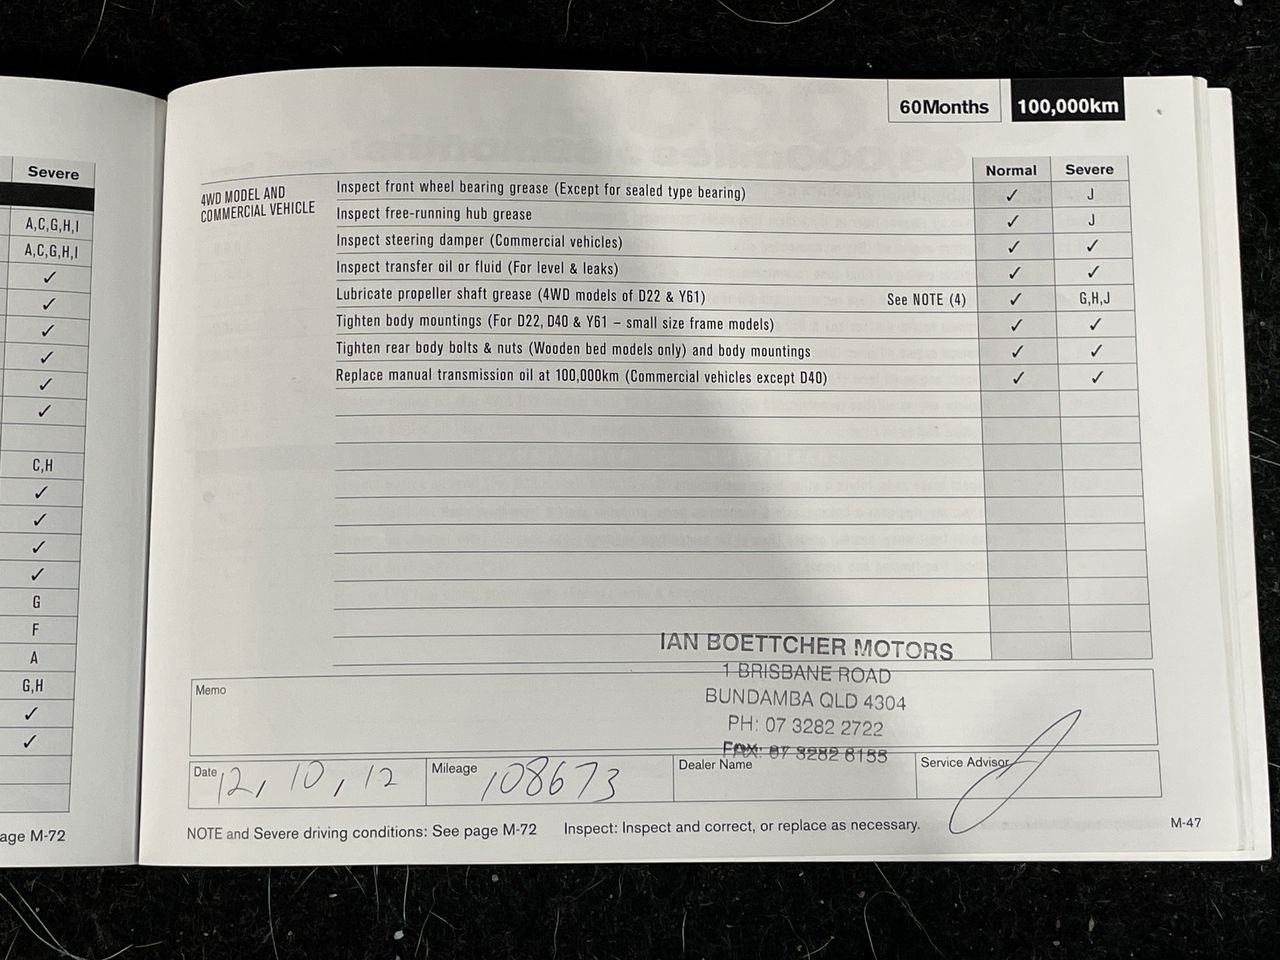 Severe
A,C,G,H,I
A,C,G,H,I
✓
✓
✓
✓
✓
✓
C,H
✓
✓
✓
✓
G
F
A
G,H
✓
✓
age M-72
60Months 100,000km
Normal Severe
4WD MODEL AND
COMMERCIAL VEHICLE
Inspect front wheel bearing grease (Except for sealed type bearing) ✓ J
Inspect free-running hub grease ✓ J
Inspect steering damper (Commercial vehicles) ✓ ✓
Inspect transfer oil or fluid (For level & leaks) ✓ ✓
Lubricate propeller shaft grease (4WD models of D22 & Y61) See NOTE (4) ✓ G,H,J
Tighten body mountings (For D22, D40 & Y61 – small size frame models) ✓ ✓
Tighten rear body bolts & nuts (Wooden bed models only) and body mountings ✓ ✓
Replace manual transmission oil at 100,000km (Commercial vehicles except D40) ✓ ✓
IAN BOETTCHER MOTORS
1 BRISBANE ROAD
BUNDAMBA QLD 4304
PH: 07 3282 2722
FAX: 07 3282 8155
Memo
Date 12, 10, 12 Mileage 108673 Dealer Name Service Advisor
NOTE and Severe driving conditions: See page M-72 Inspect: Inspect and correct, or replace as necessary.
M-47